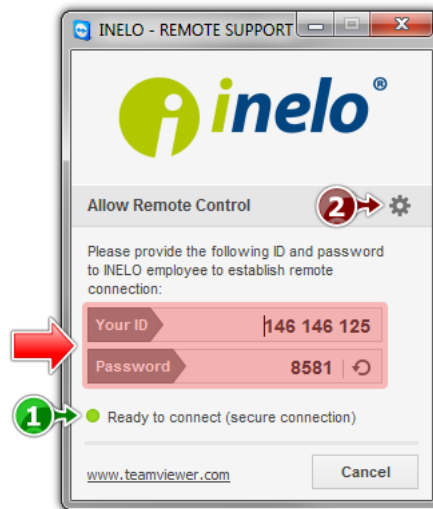 INELO - REMOTE SUPPORT
inelo®
Allow Remote Control
2
Please provide the following ID and password
to INELO employee to establish remote
connection:
Your ID 146 146 125
Password 8581
1 Ready to connect (secure connection)
www.teamviewer.com Cancel